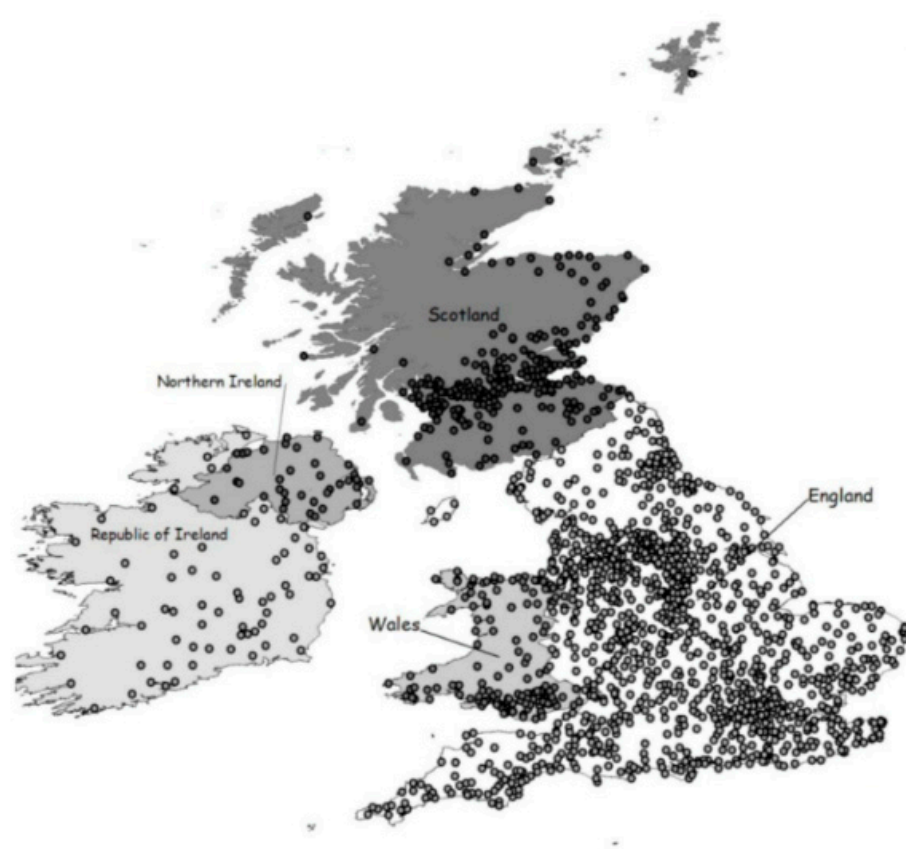 Scotland
Northern Ireland
England
Republic of Ireland
Wales